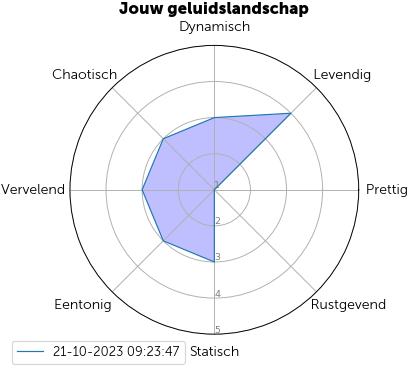 Jouw geluidslandschap
Dynamisch
Chaotisch
Levendig
Vervelend
1
Prettig
2
3
4
Eentonig
Rustgevend
5
21-10-2023 09:23:47
Statisch